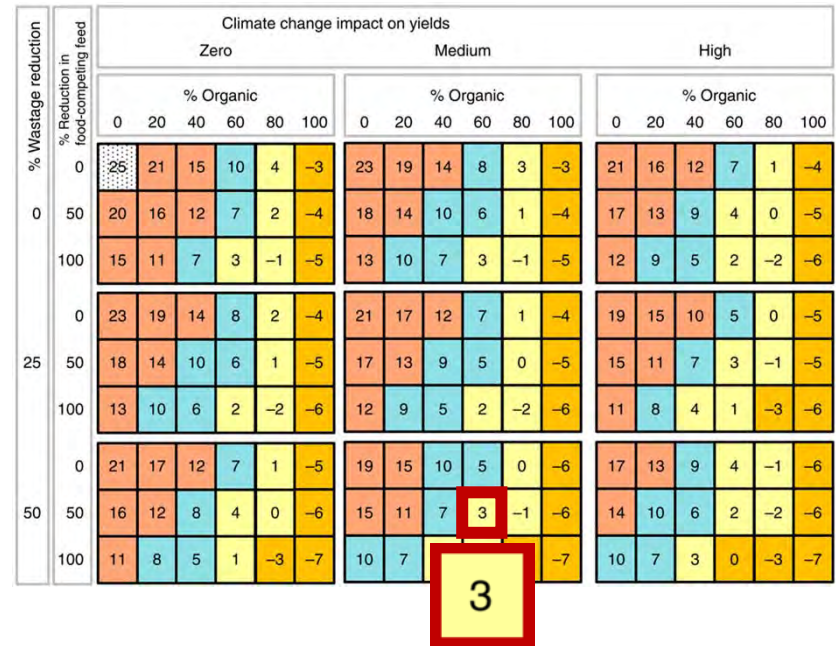 Climate change impact on yields
Zero Medium High
% Wastage reduction
% Reduction in
food-competing feed
% Organic % Organic % Organic
0 20 40 60 80 100 0 20 40 60 80 100 0 20 40 60 80 100
0 25 21 15 10 4 –3 23 19 14 8 3 –3 21 16 12 7 1 –4
0 50 20 16 12 7 2 –4 18 14 10 6 1 –4 17 13 9 4 0 –5
100 15 11 7 3 –1 –5 13 10 7 3 –1 –5 12 9 5 2 –2 –6
0 23 19 14 8 2 –4 21 17 12 7 1 –4 19 15 10 5 0 –5
25 50 18 14 10 6 1 –5 17 13 9 5 0 –5 15 11 7 3 –1 –5
100 13 10 6 2 –2 –6 12 9 5 2 –2 –6 11 8 4 1 –3 –6
0 21 17 12 7 1 –5 19 15 10 5 0 –6 17 13 9 4 –1 –6
50 50 16 12 8 4 0 –6 15 11 7 3 –1 –6 14 10 6 2 –2 –6
100 11 8 5 1 –3 –7 10 7 –7 10 7 3 0 –3 –7
3